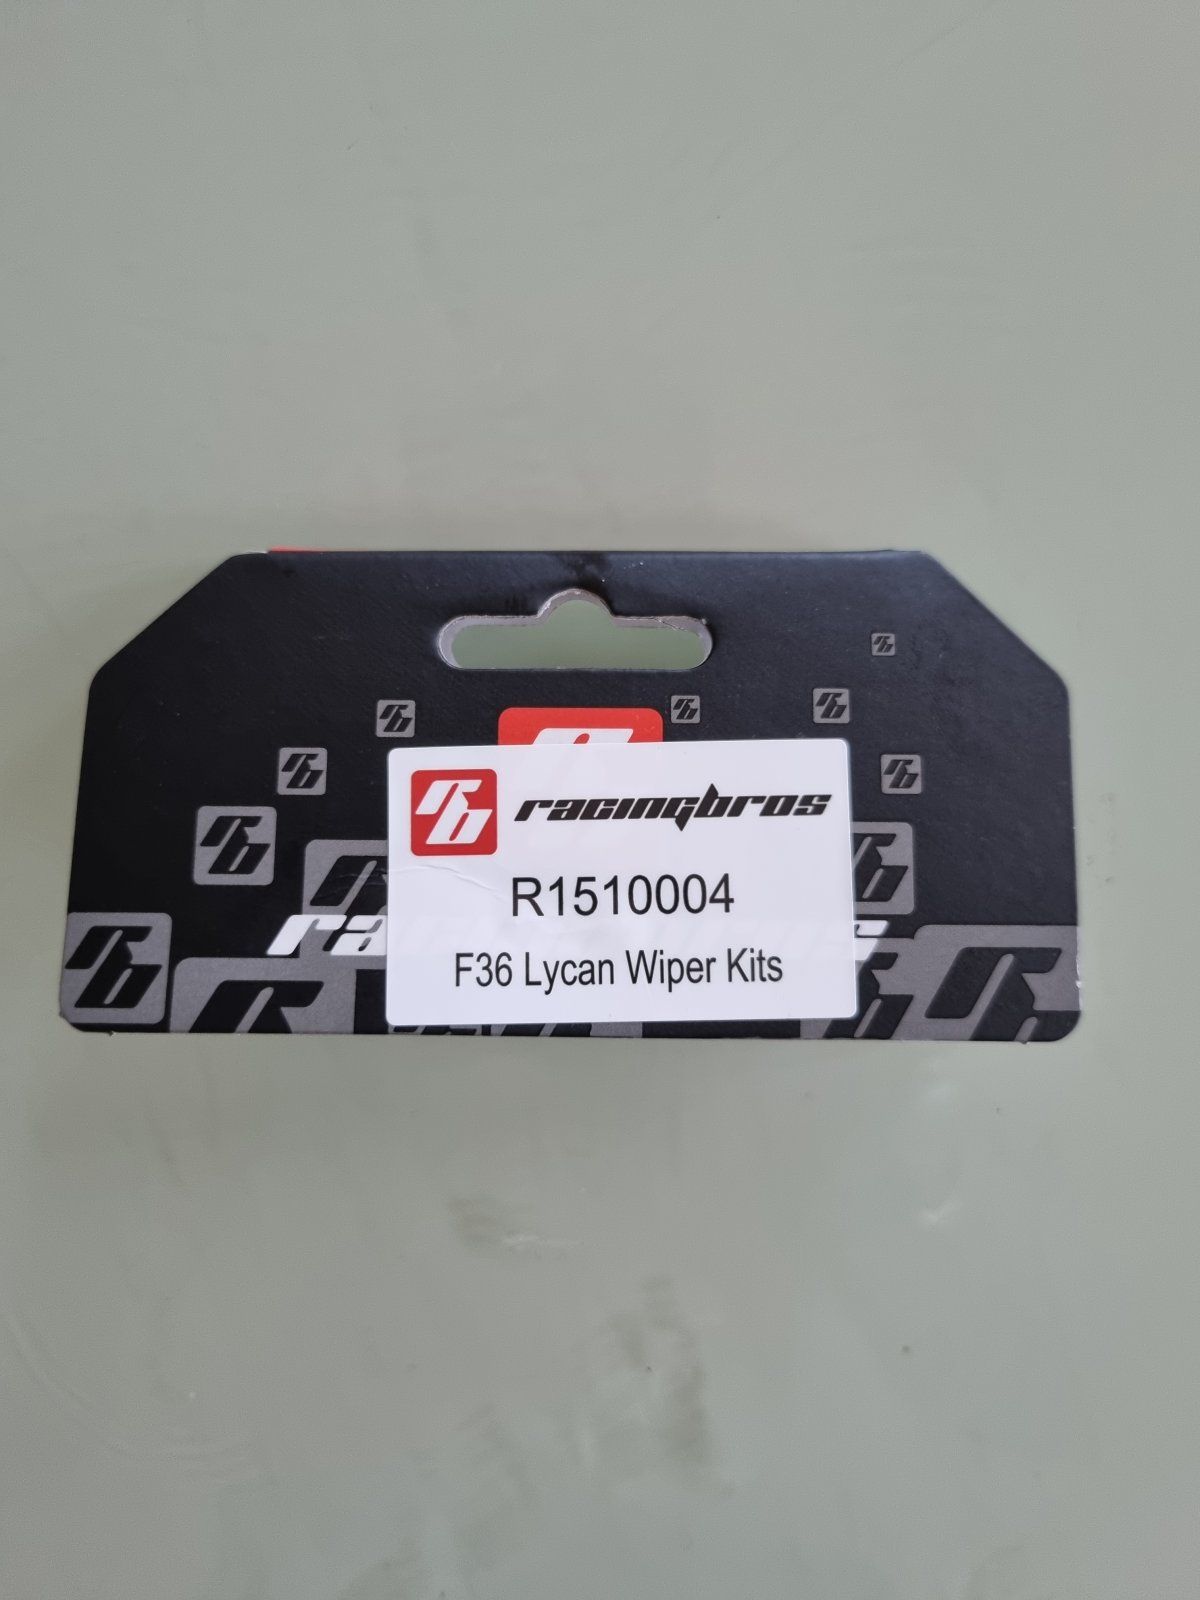 racingbros
R1510004
F36 Lycan Wiper Kits